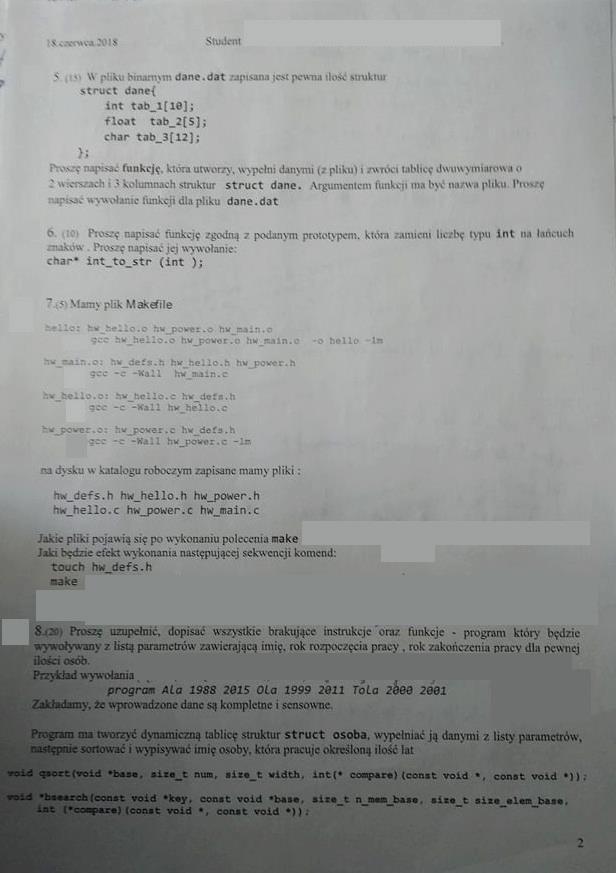 18.czerwca.2018 Student
5. (15) W pliku binarnym dane.dat zapisana jest pewna ilość struktur
struct dane{
int tab_1[10];
float tab_2[5];
char tab_3[12];
};
Proszę napisać funkcję, która utworzy, wypełni danymi (z pliku) i zwróci tablicę dwuwymiarowa o
2 wierszach i 3 kolumnach struktur struct dane. Argumentem funkcji ma być nazwa pliku. Proszę
napisać wywołanie funkcji dla pliku dane.dat
6. (10) Proszę napisać funkcję zgodną z podanym prototypem, która zamieni liczbę typu int na łańcuch
znaków . Proszę napisać jej wywołanie:
char* int_to_str (int );
7.(5) Mamy plik Makefile
hello: hw_hello.o hw_power.o hw_main.o
gcc hw_hello.o hw_power.o hw_main.o -o hello -lm
hw_main.o: hw_defs.h hw_hello.h hw_power.h
gcc -c -Wall hw_main.c
hw_hello.o: hw_hello.c hw_defs.h
gcc -c -Wall hw_hello.c
hw_power.o: hw_power.c hw_defs.h
gcc -c -Wall hw_power.c -lm
na dysku w katalogu roboczym zapisane mamy pliki :
hw_defs.h hw_hello.h hw_power.h
hw_hello.c hw_power.c hw_main.c
Jakie pliki pojawią się po wykonaniu polecenia make
Jaki będzie efekt wykonania następującej sekwencji komend:
touch hw_defs.h
make
8.(20) Proszę uzupełnić, dopisać wszystkie brakujące instrukcje oraz funkcje - program który będzie
wywoływany z listą parametrów zawierającą imię, rok rozpoczęcia pracy , rok zakończenia pracy dla pewnej
ilości osób.
Przykład wywołania
program Ala 1988 2015 Ola 1999 2011 Tola 2000 2001
Zakładamy, że wprowadzone dane są kompletne i sensowne.
Program ma tworzyć dynamiczną tablicę struktur struct osoba, wypełniać ją danymi z listy parametrów,
następnie sortować i wypisywać imię osoby, która pracuje określoną ilość lat
void qsort(void *base, size_t num, size_t width, int(* compare)(const void *, const void *));
void *bsearch(const void *key, const void *base, size_t n_mem_base, size_t size_elem_base,
int (*compare)(const void *, const void *));
2